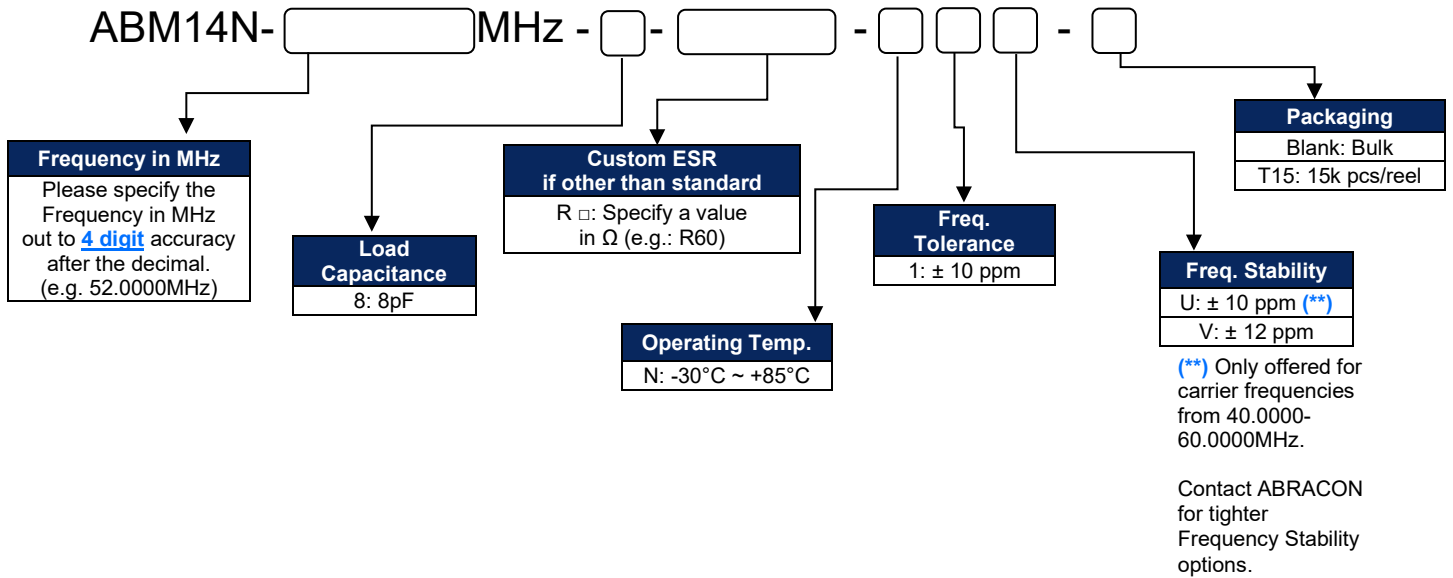 ABM14N- MHz - - - -
Frequency in MHz
Please specify the
Frequency in MHz
out to 4 digit accuracy
after the decimal.
(e.g. 52.0000MHz)
Load
Capacitance
8: 8pF
Custom ESR
if other than standard
R □: Specify a value
in Ω (e.g.: R60)
Operating Temp.
N: -30°C ~ +85°C
Freq.
Tolerance
1: ± 10 ppm
Freq. Stability
U: ± 10 ppm (**)
V: ± 12 ppm
(**) Only offered for
carrier frequencies
from 40.0000-
60.0000MHz.
Contact ABRACON
for tighter
Frequency Stability
options.
Packaging
Blank: Bulk
T15: 15k pcs/reel